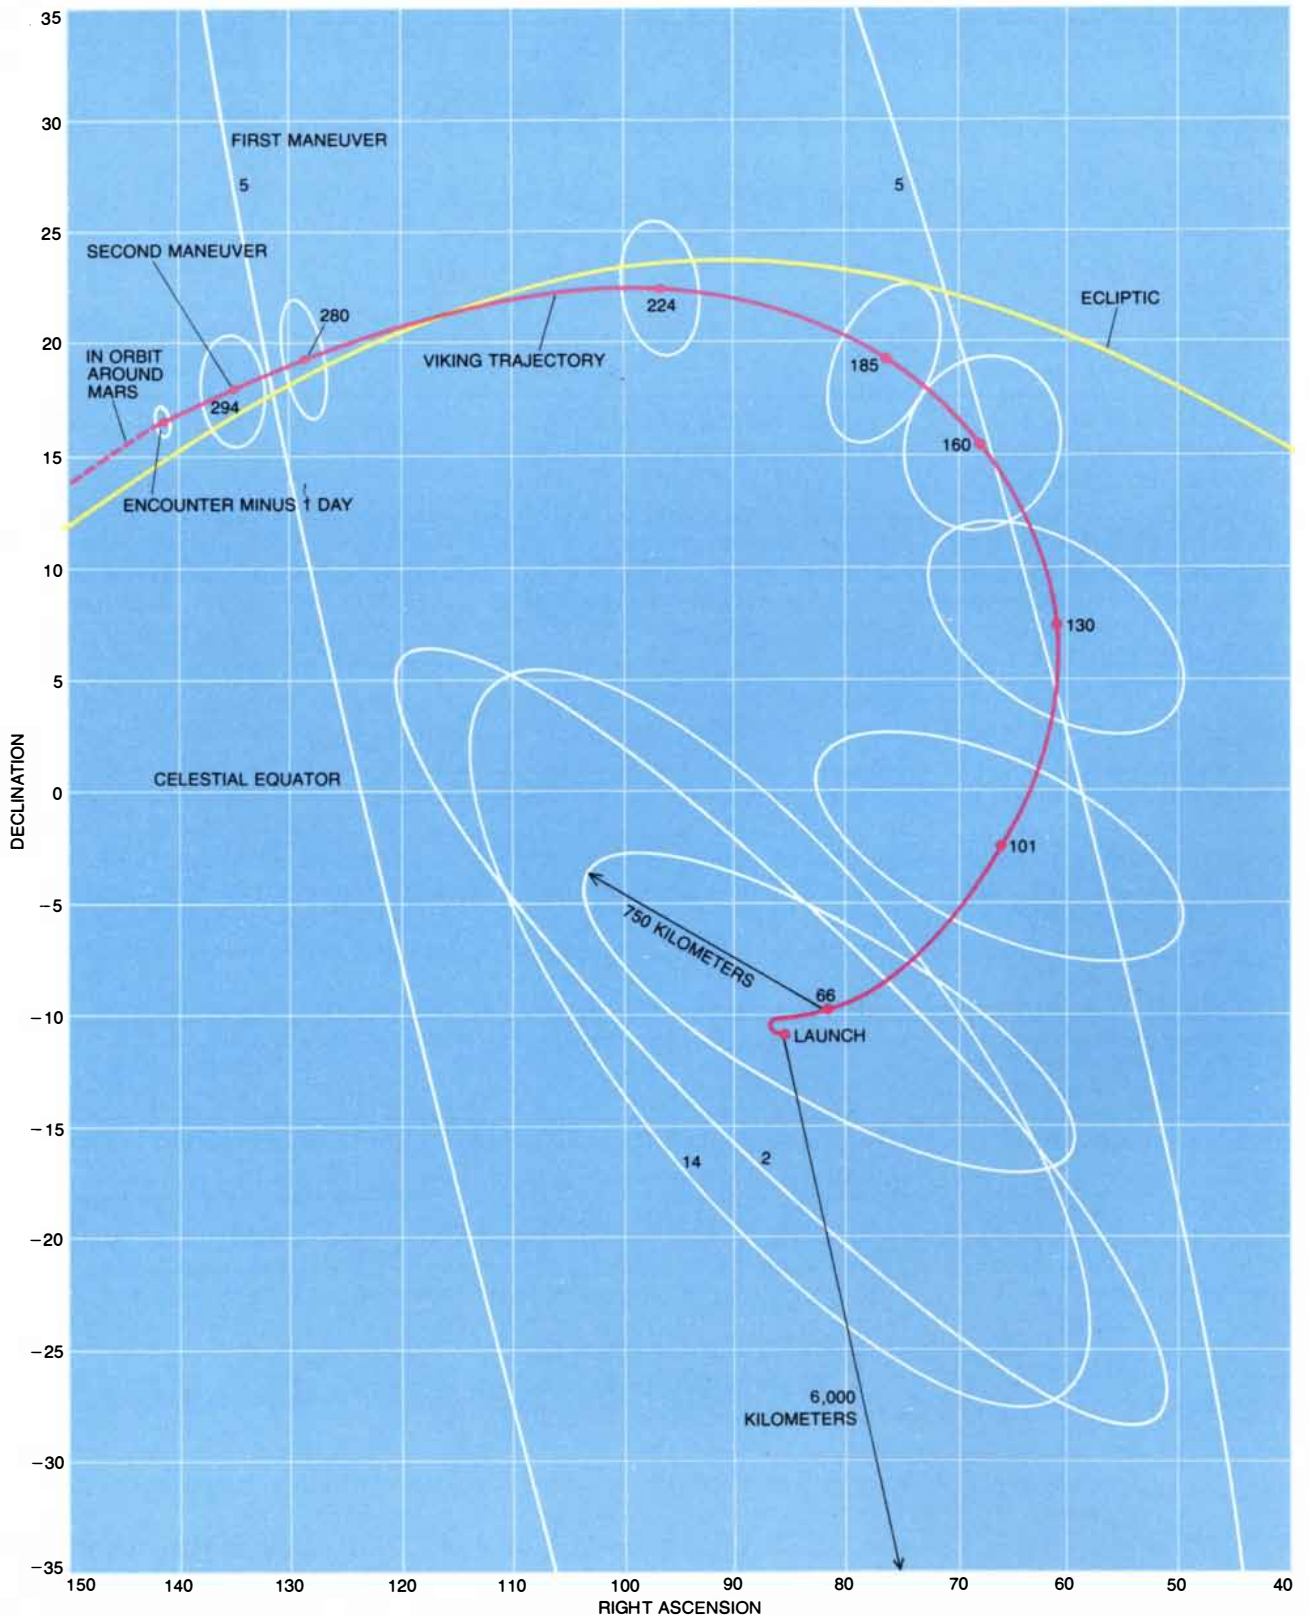 35
30
FIRST MANEUVER
5
5
25
SECOND MANEUVER
280
224
ECLIPTIC
20
IN ORBIT
AROUND
MARS
VIKING TRAJECTORY
185
294
160
15
ENCOUNTER MINUS 1 DAY
10
130
5
DECLINATION
CELESTIAL EQUATOR
0
101
−5
750 KILOMETERS
66
−10
LAUNCH
−15
14
2
−20
−25
6,000
KILOMETERS
−30
−35
150 140 130 120 110 100 90 80 70 60 50 40
RIGHT ASCENSION